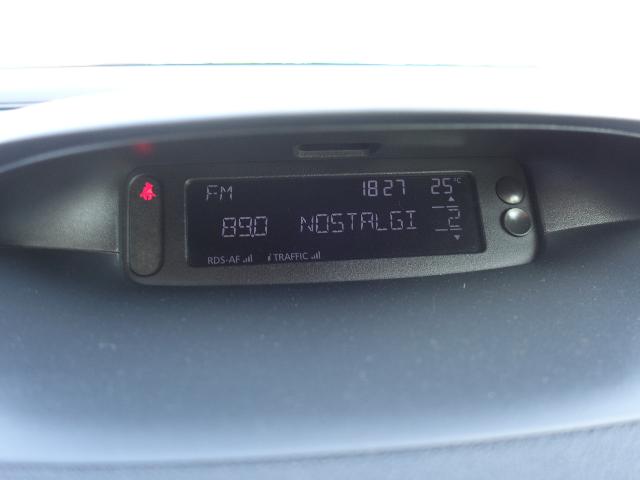 FM 18:27 25°C
89.0 NOSTALGI 2
RDS-AF i TRAFFIC